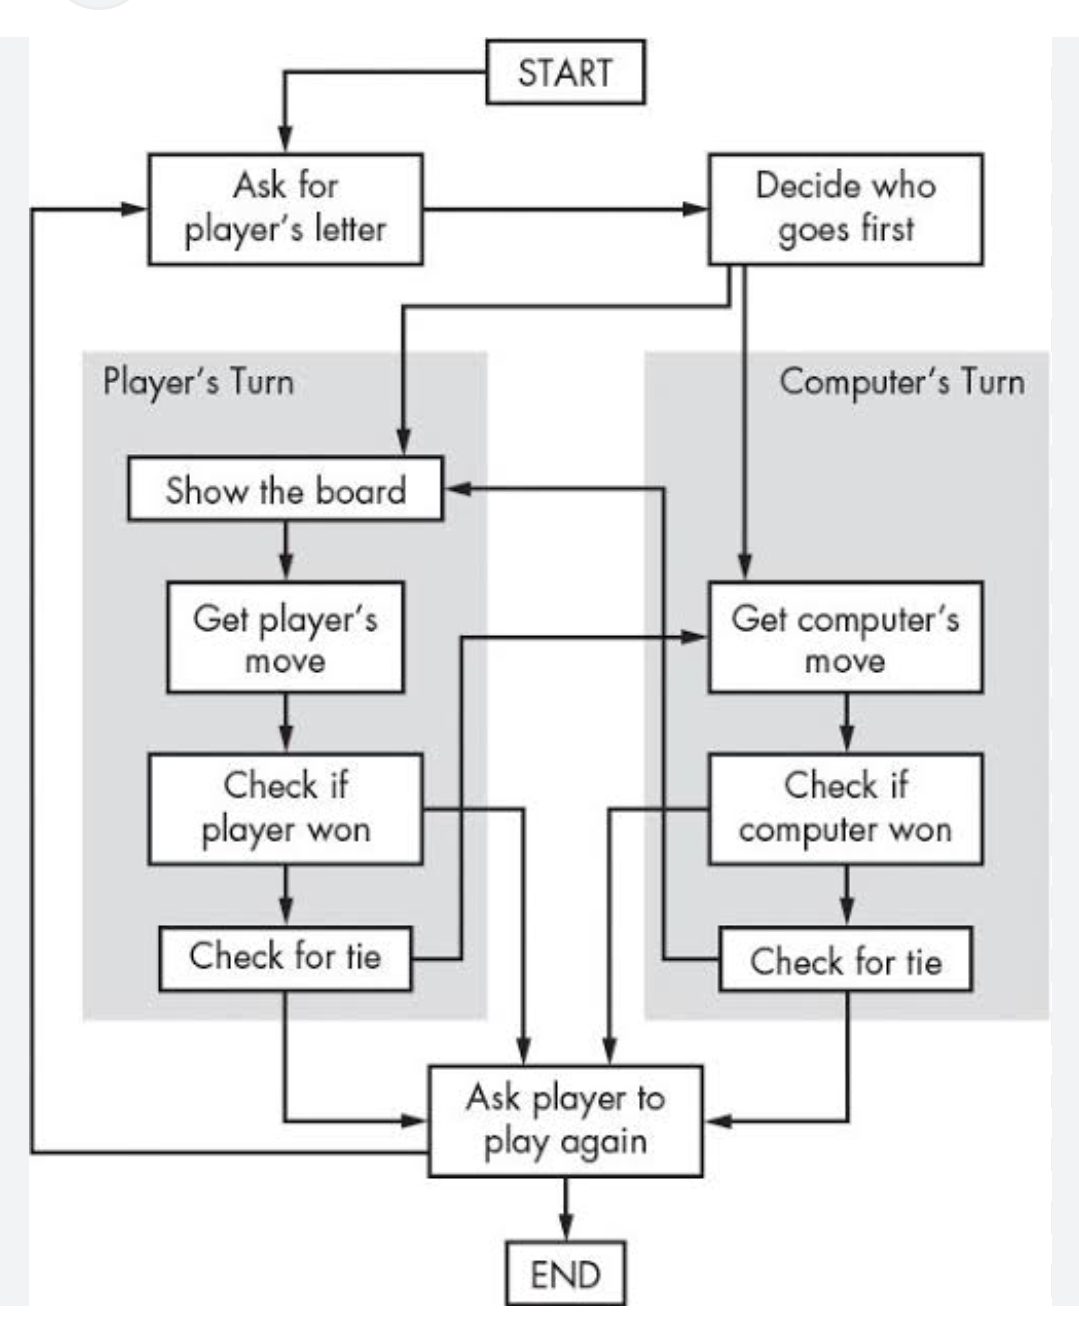 START
Ask for
player's letter
Decide who
goes first
Player's Turn
Show the board
Get player's
move
Check if
player won
Check for tie
Computer's Turn
Get computer's
move
Check if
computer won
Check for tie
Ask player to
play again
END